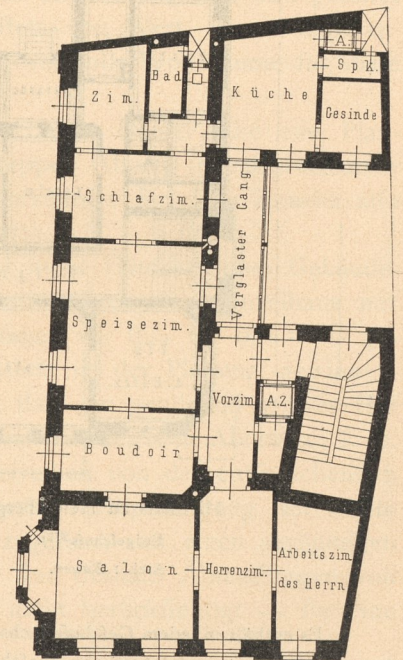 A.
Spk.
Bad
Zim.
Küche
Gesinde
Schlafzim.
Verglaster Gang
Speisezim.
Vorzim.
A.Z.
Boudoir
Salon
Herrenzim.
Arbeitszim.
des Herrn